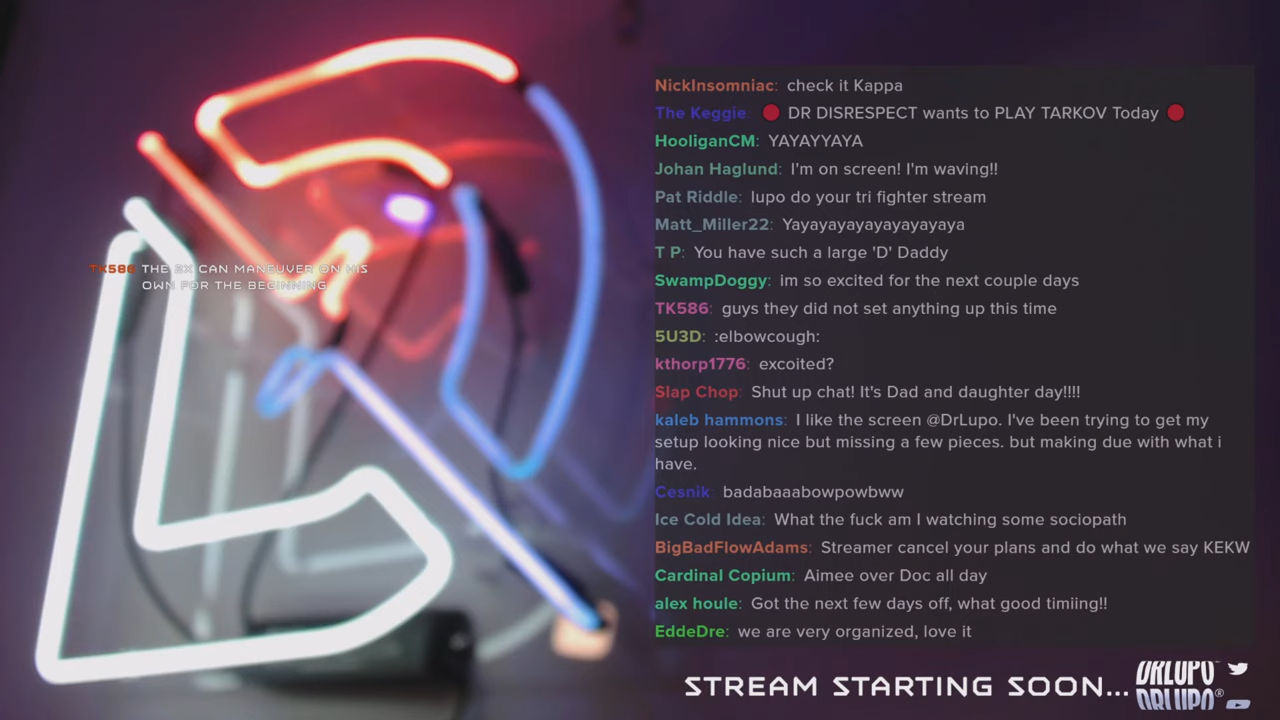 NickInsomniac: check it Kappa
The Keggie: 🔴 DR DISRESPECT wants to PLAY TARKOV Today 🔴
HooliganCM: YAYAYYAYA
Johan Haglund: I'm on screen! I'm waving!!
Pat Riddle: lupo do your tri fighter stream
Matt_Miller22: Yayayayayayayayayaya
T P: You have such a large 'D' Daddy
TK586 THE SX CAN MANEUVER ON HIS
OWN FOR THE BEGINNING
SwampDoggy: im so excited for the next couple days
TK586: guys they did not set anything up this time
5U3D: :elbowcough:
kthorp1776: excoited?
Slap Chop: Shut up chat! It's Dad and daughter day!!!!
kaleb hammons: I like the screen @DrLupo. I've been trying to get my
setup looking nice but missing a few pieces. but making due with what i
have.
Cesnik: badabaaabowpowbww
Ice Cold Idea: What the fuck am I watching some sociopath
BigBadFlowAdams: Streamer cancel your plans and do what we say KEKW
Cardinal Copium: Aimee over Doc all day
alex houle: Got the next few days off, what good timiing!!
EddeDre: we are very organized, love it
STREAM STARTING SOON...
DRLUPO
DRLUPO®